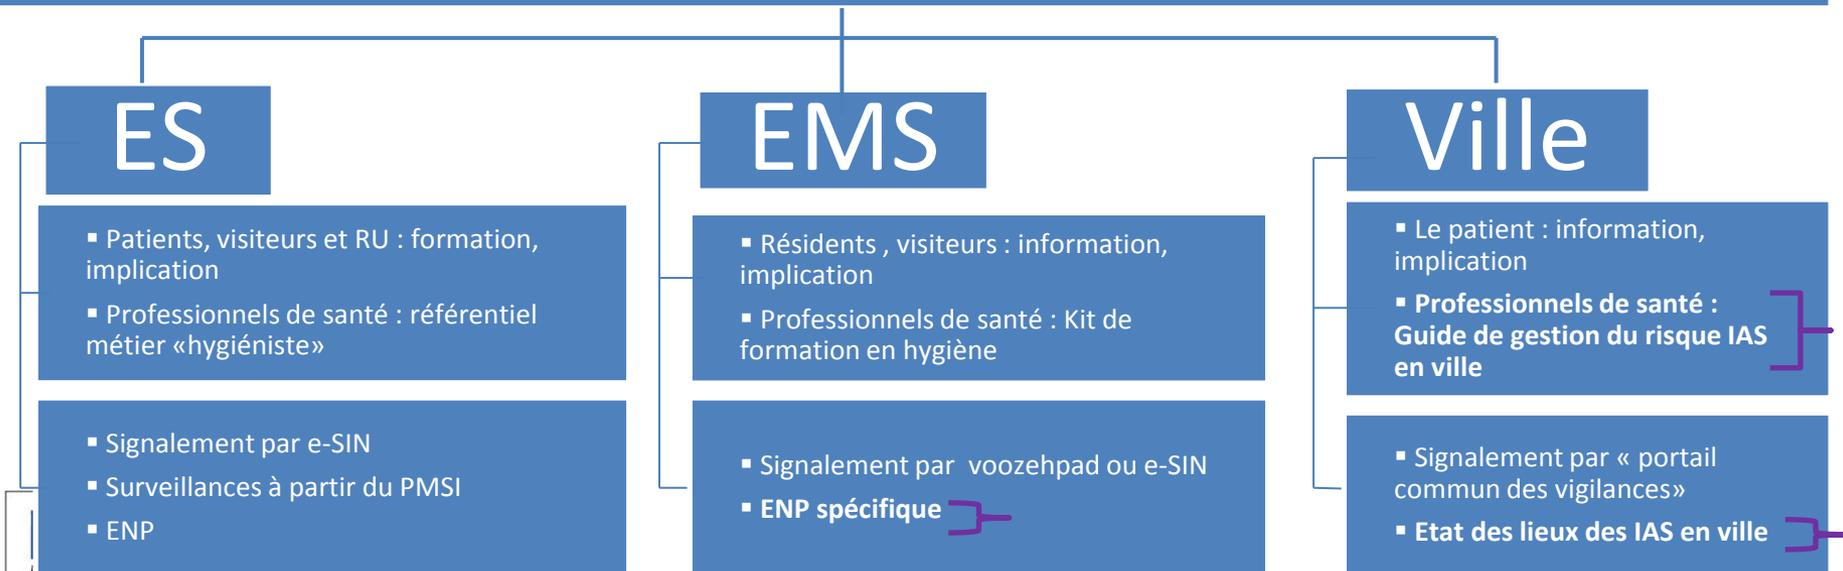 ES
▪ Patients, visiteurs et RU : formation,
implication
▪ Professionnels de santé : référentiel
métier «hygiéniste»
▪ Signalement par e-SIN
▪ Surveillances à partir du PMSI
▪ ENP
EMS
▪ Résidents , visiteurs : information,
implication
▪ Professionnels de santé : Kit de
formation en hygiène
▪ Signalement par voozehpad ou e-SIN
▪ ENP spécifique
Ville
▪ Le patient : information,
implication
▪ Professionnels de santé :
Guide de gestion du risque IAS
en ville
▪ Signalement par « portail
commun des vigilances»
▪ Etat des lieux des IAS en ville